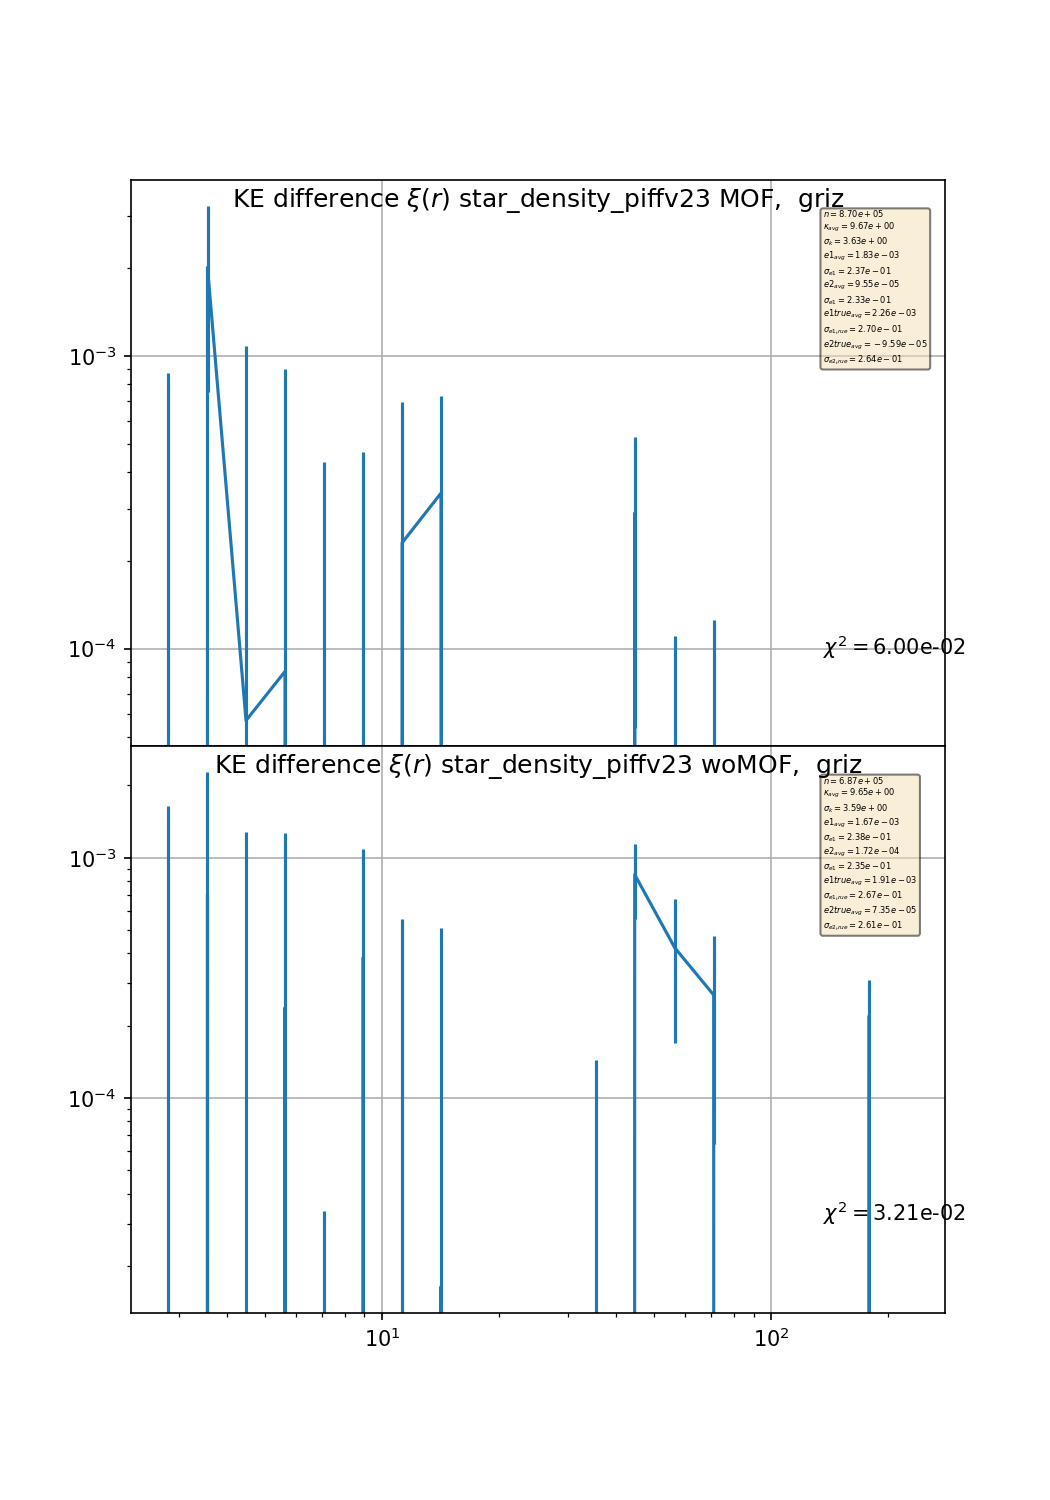 KE difference ξ(r) star_density_piffv23 MOF,  griz
n = 8.70e + 05
κavg = 9.67e + 00
σk = 3.63e + 00
e1avg = 1.83e − 03
σe1 = 2.37e − 01
e2avg = 9.55e − 05
σe1 = 2.33e − 01
e1trueavg = 2.26e − 03
σe1,true = 2.70e − 01
e2trueavg = − 9.59e − 05
σe2,true = 2.64e − 01
10⁻³
10⁻⁴
χ² = 6.00e-02
KE difference ξ(r) star_density_piffv23 woMOF,  griz
n = 6.87e + 05
κavg = 9.65e + 00
σk = 3.59e + 00
e1avg = 1.67e − 03
σe1 = 2.38e − 01
e2avg = 1.72e − 04
σe1 = 2.35e − 01
e1trueavg = 1.91e − 03
σe1,true = 2.67e − 01
e2trueavg = 7.35e − 05
σe2,true = 2.61e − 01
10⁻³
10⁻⁴
χ² = 3.21e-02
10¹
10²